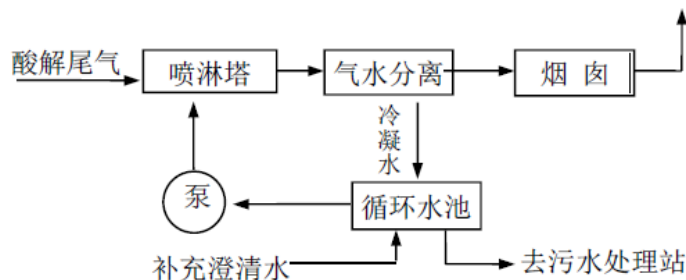 酸解尾气
喷淋塔
气水分离
烟囱
冷凝水
泵
循环水池
补充澄清水
去污水处理站